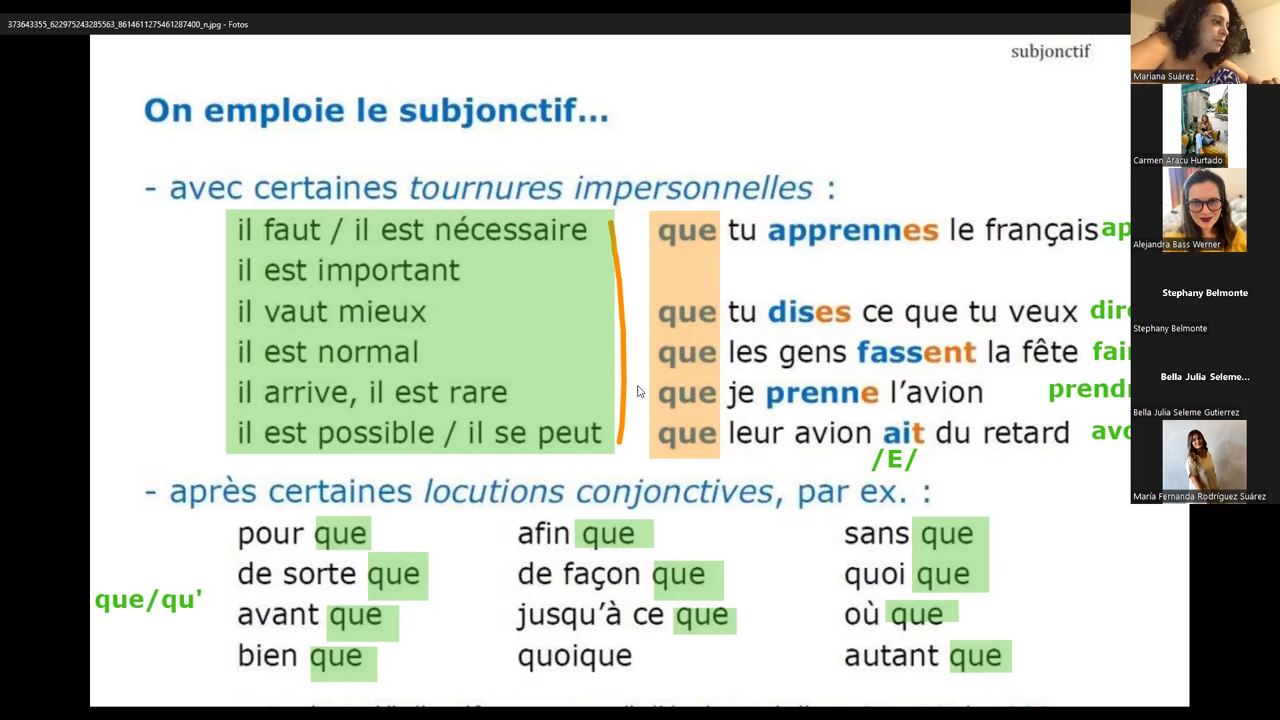 373643355_622975243285563_8614611275461287400_n.jpg - Fotos
subjonctif
On emploie le subjonctif...
- avec certaines tournures impersonnelles :
il faut / il est nécessaire que tu apprennes le français ap
il est important
il vaut mieux que tu dises ce que tu veux dire
il est normal que les gens fassent la fête fair
il arrive, il est rare que je prenne l'avion prendr
il est possible / il se peut que leur avion ait du retard avo
/E/
- après certaines locutions conjonctives, par ex. :
pour que afin que sans que
de sorte que de façon que quoi que
que/qu'
avant que jusqu'à ce que où que
bien que quoique autant que
Mariana Suárez
Carmen Aracu Hurtado
Alejandra Bass Werner
Stephany Belmonte
Stephany Belmonte
Bella Julia Seleme...
Bella Julia Seleme Gutierrez
María Fernanda Rodríguez Suárez